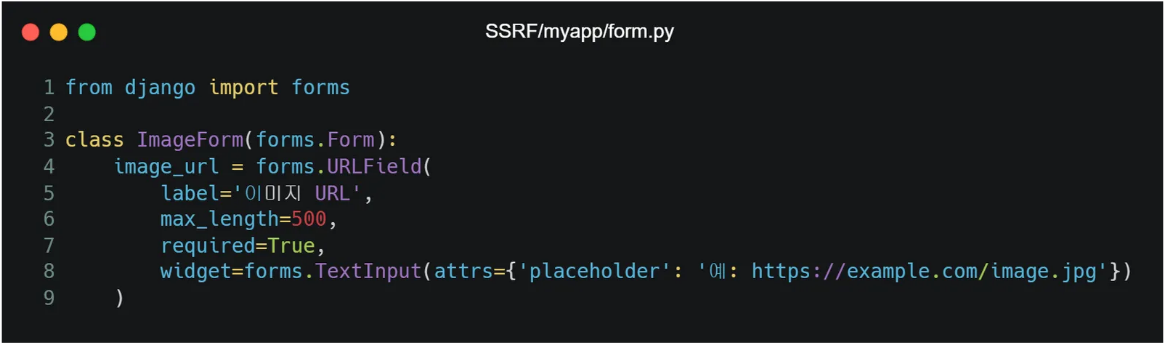 SSRF/myapp/form.py
1 from django import forms
2
3 class ImageForm(forms.Form):
4     image_url = forms.URLField(
5         label='이미지 URL',
6         max_length=500,
7         required=True,
8         widget=forms.TextInput(attrs={'placeholder': '예: https://example.com/image.jpg'})
9     )